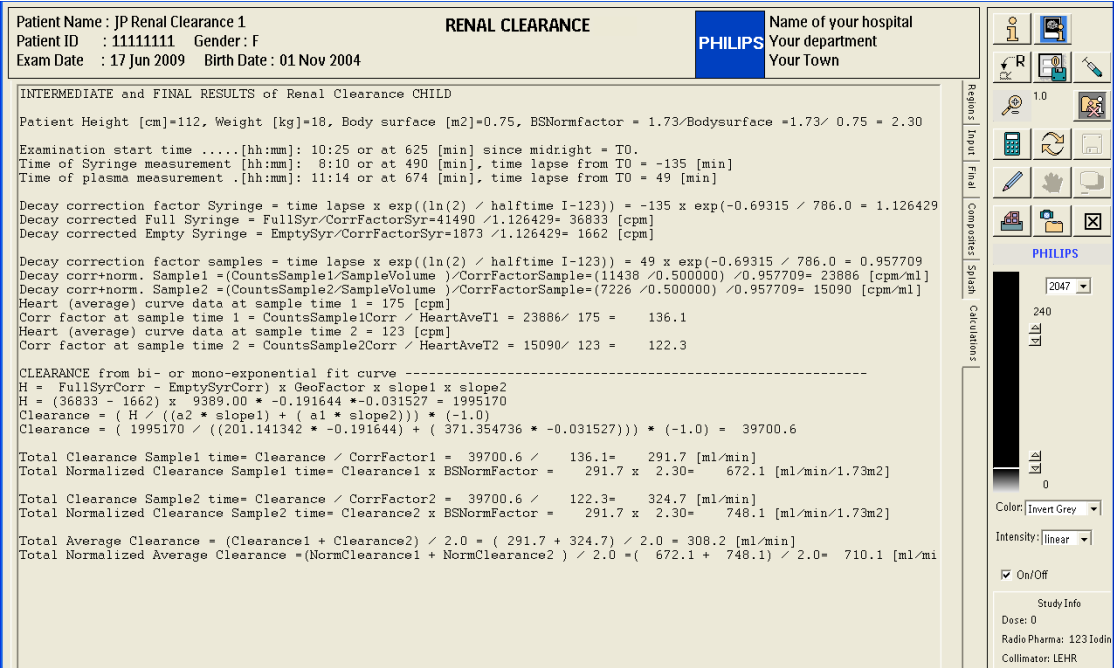 Patient Name : JP Renal Clearance 1
Patient ID : 11111111 Gender : F
Exam Date : 17 Jun 2009 Birth Date : 01 Nov 2004
RENAL CLEARANCE
PHILIPS
Name of your hospital
Your department
Your Town
INTERMEDIATE and FINAL RESULTS of Renal Clearance CHILD
Patient Height [cm]=112, Weight [kg]=18, Body surface [m2]=0.75, BSNormfactor = 1.73/Bodysurface =1.73/ 0.75 = 2.30
Examination start time .....[hh:mm]: 10:25 or at 625 [min] since midnight = T0.
Time of Syringe measurement [hh:mm]: 8:10 or at 490 [min], time lapse from T0 = -135 [min]
Time of plasma measurement .[hh:mm]: 11:14 or at 674 [min], time lapse from T0 = 49 [min]
Decay correction factor Syringe = time lapse x exp((ln(2) / halftime I-123)) = -135 x exp(-0.69315 / 786.0 = 1.126429
Decay corrected Full Syringe = FullSyr/CorrFactorSyr=41490 /1.126429= 36833 [cpm]
Decay corrected Empty Syringe = EmptySyr/CorrFactorSyr=1873 /1.126429= 1662 [cpm]
Decay correction factor samples = time lapse x exp((ln(2) / halftime I-123)) = 49 x exp(-0.69315 / 786.0 = 0.957709
Decay corr+norm. Sample1 =(CountsSample1/SampleVolume )/CorrFactorSample=(11438 /0.500000) /0.957709= 23886 [cpm/ml]
Decay corr+norm. Sample2 =(CountsSample2/SampleVolume )/CorrFactorSample=(7226 /0.500000) /0.957709= 15090 [cpm/ml]
Heart (average) curve data at sample time 1 = 175 [cpm]
Corr factor at sample time 1 = CountsSample1Corr / HeartAveT1 = 23886/ 175 = 136.1
Heart (average) curve data at sample time 2 = 123 [cpm]
Corr factor at sample time 2 = CountsSample2Corr / HeartAveT2 = 15090/ 123 = 122.3
CLEARANCE from bi- or mono-exponential fit curve ----------------------------------------------------------
H = FullSyrCorr - EmptySyrCorr) x GeoFactor x slope1 x slope2
H = (36833 - 1662) x 9389.00 * -0.191644 *-0.031527 = 1995170
Clearance = ( H / ((a2 * slope1) + ( a1 * slope2))) * (-1.0)
Clearance = ( 1995170 / ((201.141342 * -0.191644) + ( 371.354736 * -0.031527))) * (-1.0) = 39700.6
Total Clearance Sample1 time= Clearance / CorrFactor1 = 39700.6 / 136.1= 291.7 [ml/min]
Total Normalized Clearance Sample1 time= Clearance1 x BSNormFactor = 291.7 x 2.30= 672.1 [ml/min/1.73m2]
Total Clearance Sample2 time= Clearance / CorrFactor2 = 39700.6 / 122.3= 324.7 [ml/min]
Total Normalized Clearance Sample2 time= Clearance2 x BSNormFactor = 291.7 x 2.30= 748.1 [ml/min/1.73m2]
Total Average Clearance = (Clearance1 + Clearance2) / 2.0 = ( 291.7 + 324.7) / 2.0 = 308.2 [ml/min]
Total Normalized Average Clearance =(NormClearance1 + NormClearance2 ) / 2.0 =( 672.1 + 748.1) / 2.0= 710.1 [ml/mi
Regions
Input
Final
Composites
Splash
Calculations
R
1.0
PHILIPS
2047
240
0
Color: Invert Grey
Intensity: linear
On/Off
Study Info
Dose: 0
Radio Pharma: 123 Iodin
Collimator: LEHR